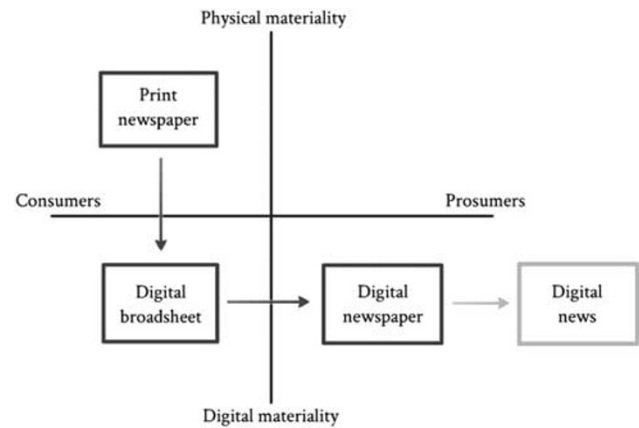 Physical materiality
Print
newspaper
Consumers
Prosumers
Digital
broadsheet
Digital
newspaper
Digital
news
Digital materiality